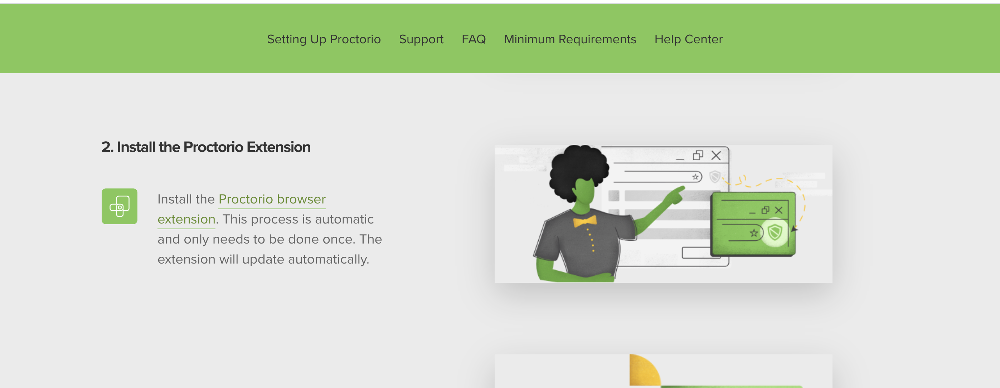 Setting Up Proctorio Support FAQ Minimum Requirements Help Center
2. Install the Proctorio Extension
Install the Proctorio browser
extension. This process is automatic
and only needs to be done once. The
extension will update automatically.